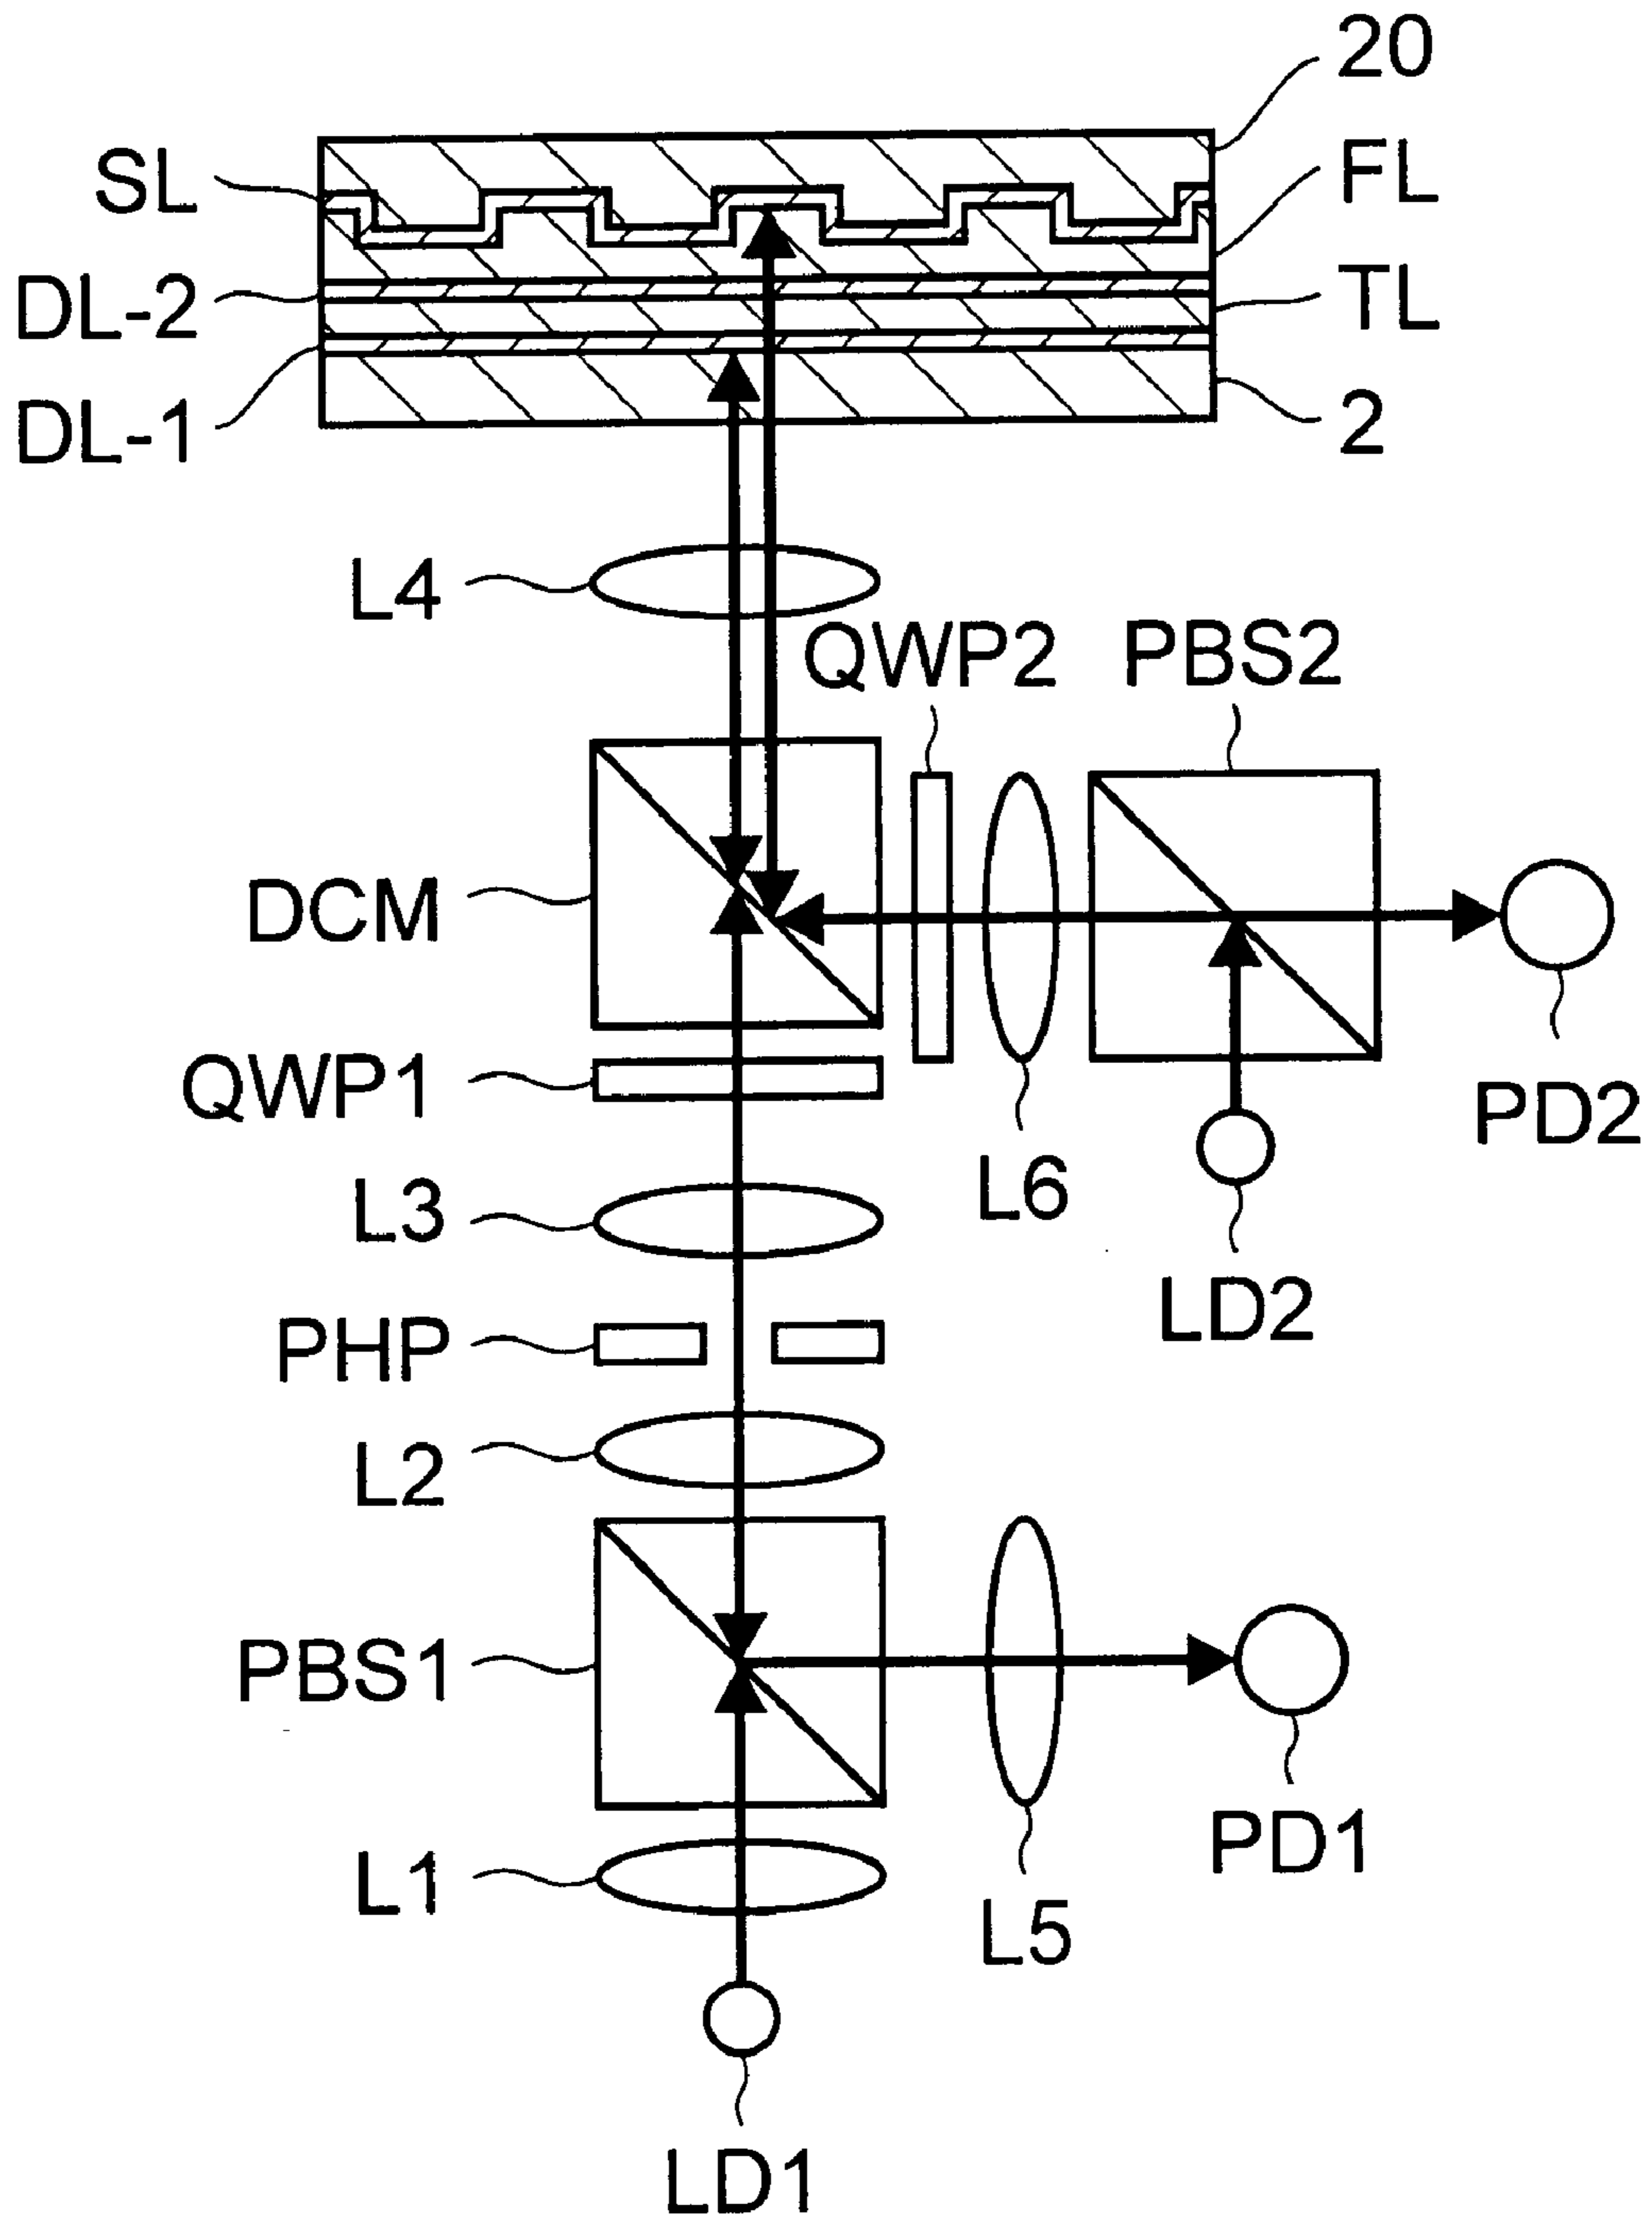 20
SL
FL
DL-2
TL
DL-1
2
L4
QWP2
PBS2
DCM
QWP1
PD2
L6
L3
LD2
PHP
L2
PBS1
PD1
L1
L5
LD1